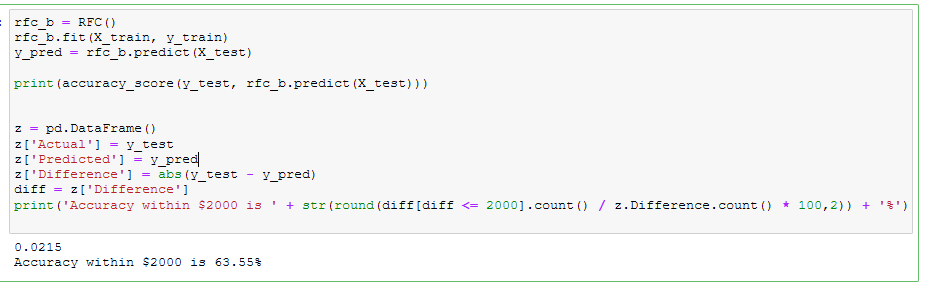 rfc_b = RFC()
rfc_b.fit(X_train, y_train)
y_pred = rfc_b.predict(X_test)
print(accuracy_score(y_test, rfc_b.predict(X_test)))
z = pd.DataFrame()
z['Actual'] = y_test
z['Predicted'] = y_pred
z['Difference'] = abs(y_test - y_pred)
diff = z['Difference']
print('Accuracy within $2000 is ' + str(round(diff[diff <= 2000].count() / z.Difference.count() * 100,2)) + '%')
0.0215
Accuracy within $2000 is 63.55%